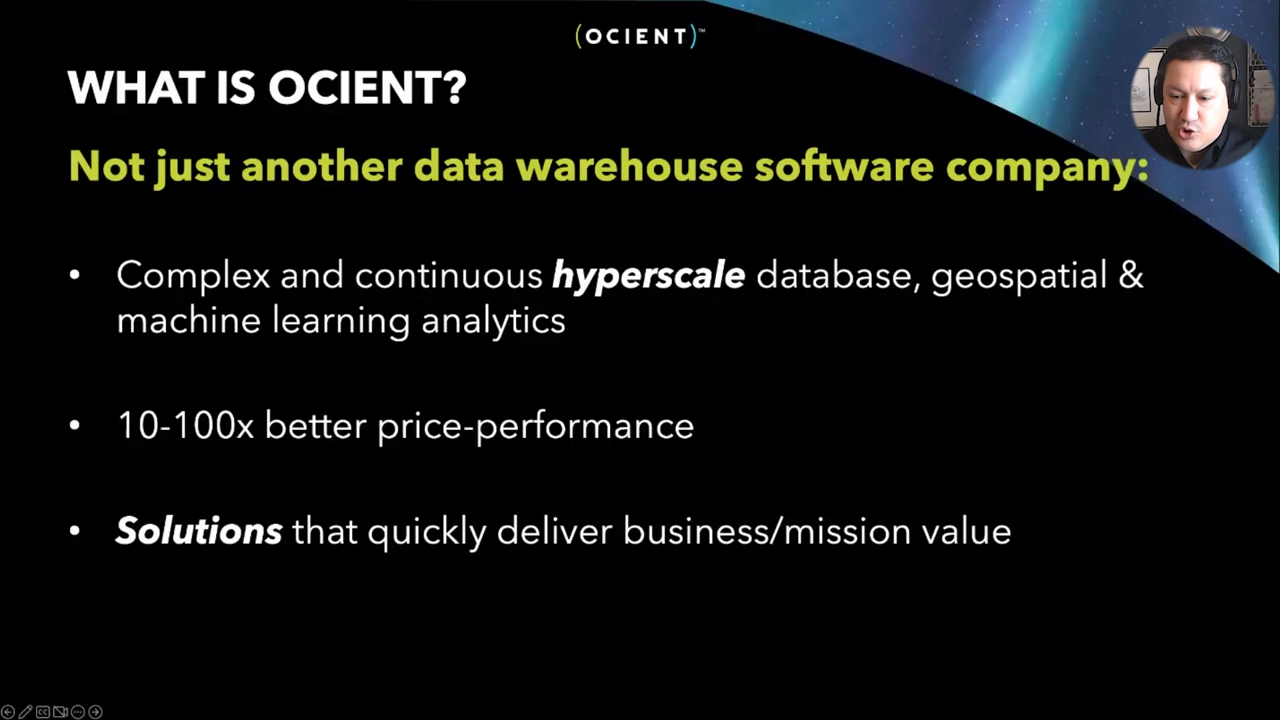 (OCIENT)™
WHAT IS OCIENT?
Not just another data warehouse software company:
• Complex and continuous hyperscale database, geospatial &
machine learning analytics
• 10-100x better price-performance
• Solutions that quickly deliver business/mission value